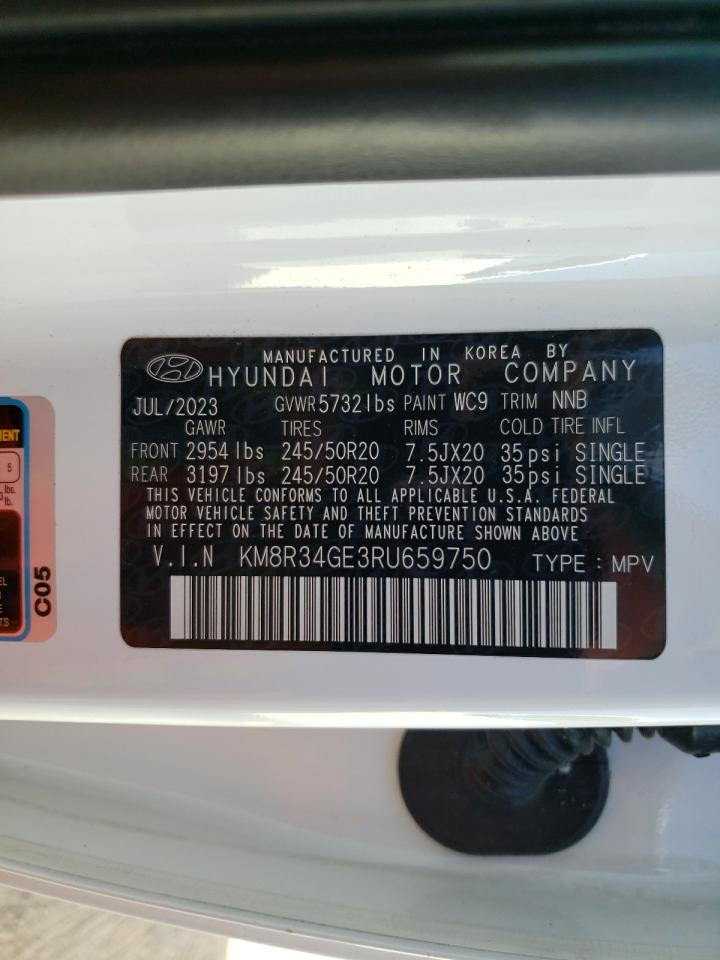 MANUFACTURED IN KOREA BY
HYUNDAI MOTOR COMPANY
JUL/2023 GVWR 5732 lbs PAINT WC9 TRIM NNB
GAWR TIRES RIMS COLD TIRE INFL
FRONT 2954 lbs 245/50R20 7.5JX20 35psi SINGLE
REAR 3197 lbs 245/50R20 7.5JX20 35psi SINGLE
THIS VEHICLE CONFORMS TO ALL APPLICABLE U.S.A. FEDERAL
MOTOR VEHICLE SAFETY AND THEFT PREVENTION STANDARDS
IN EFFECT ON THE DATE OF MANUFACTURE SHOWN ABOVE
V.I.N KM8R34GE3RU659750 TYPE : MPV
5
lbs.
lb.
C05